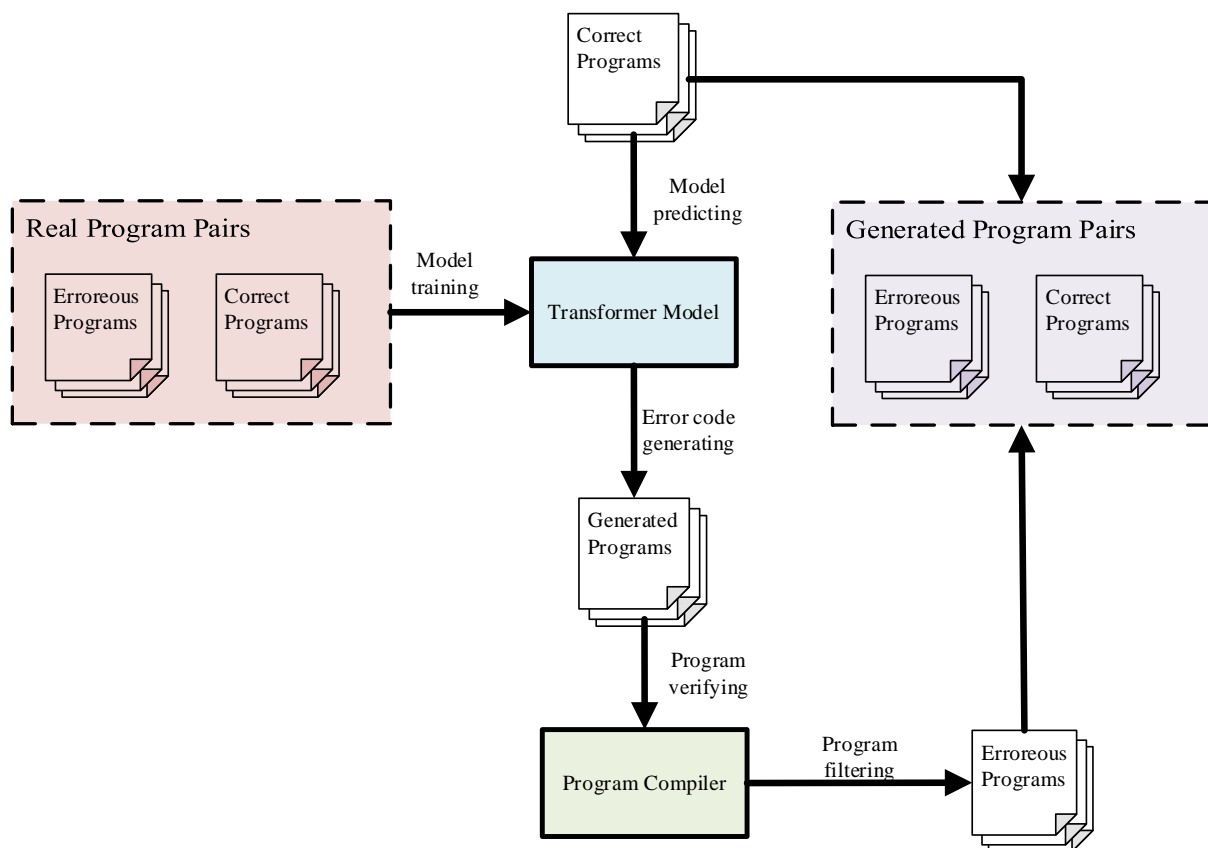 Correct
Programs
Model
predicting
Real Program Pairs
Erroreous
Programs
Correct
Programs
Model
training
Transformer Model
Generated Program Pairs
Erroreous
Programs
Correct
Programs
Error code
generating
Generated
Programs
Program
verifying
Program Compiler
Program
filtering
Erroreous
Programs